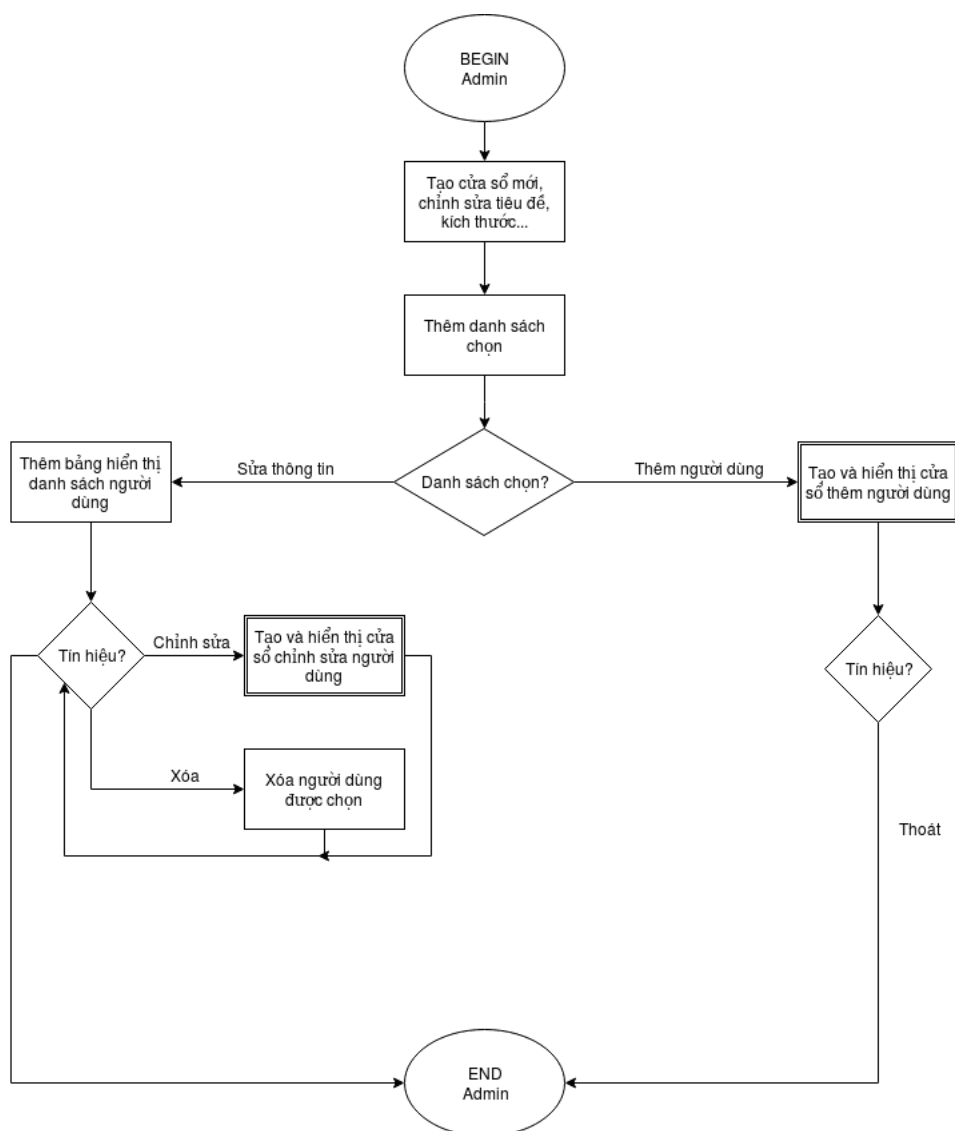 BEGIN
Admin
Tạo cửa sổ mới,
chỉnh sửa tiêu đề,
kích thước...
Thêm danh sách
chọn
Thêm bảng hiển thị
danh sách người
dùng
Sửa thông tin
Danh sách chọn?
Thêm người dùng
Tạo và hiển thị cửa
sổ thêm người dùng
Tín hiệu?
Chỉnh sửa
Tạo và hiển thị cửa
sổ chỉnh sửa người
dùng
Tín hiệu?
Xóa
Xóa người dùng
được chọn
Thoát
END
Admin